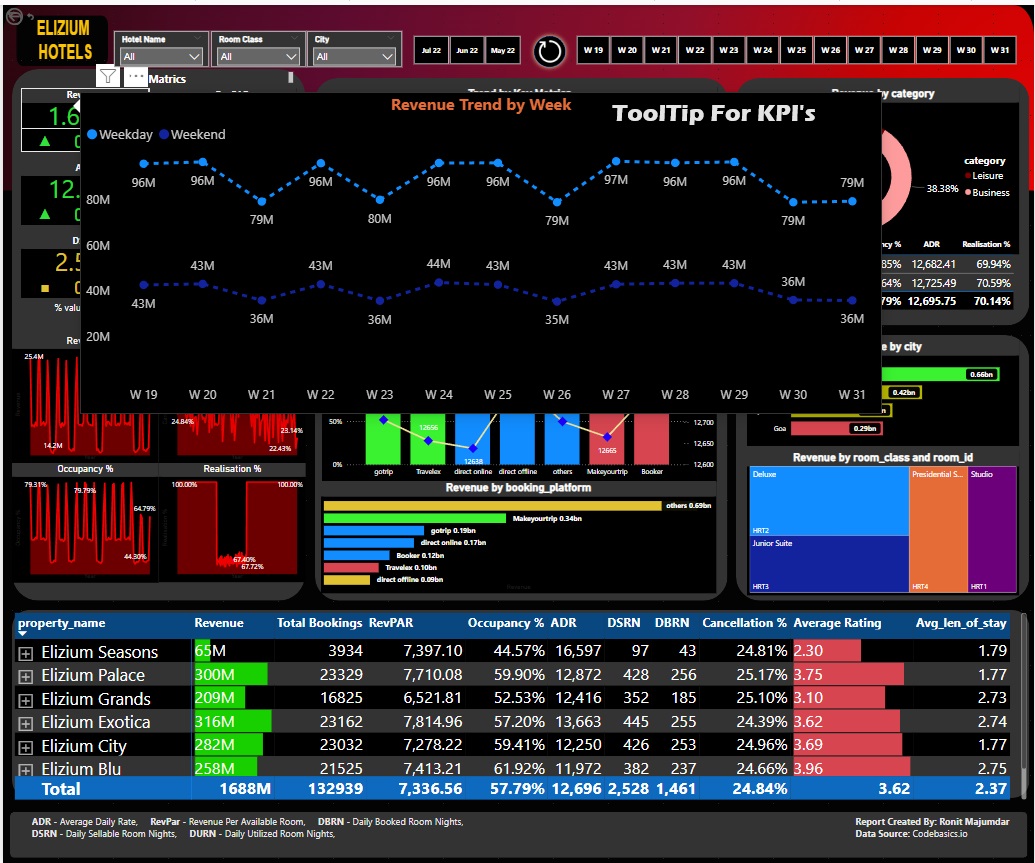 ELIZIUM
HOTELS
Hotel Name
All
Room Class
All
City
All
Jul 22 Jun 22 May 22
W 19 W 20 W 21 W 22 W 23 W 24 W 25 W 26 W 27 W 28 W 29 W 30 W 31
Metrics
Revenue Trend by Week
ToolTip For KPI's
Weekday Weekend
96M 96M 79M 96M 80M 96M 96M 79M 97M 96M 96M 79M 79M
43M 43M 36M 43M 36M 44M 43M 35M 43M 43M 43M 36M 36M
80M
60M
40M
20M
W 19 W 20 W 21 W 22 W 23 W 24 W 25 W 26 W 27 W 28 W 29 W 30 W 31
by category
category
Leisure
Business
38.38%
ADR Realisation %
12,682.41 69.94%
12,725.49 70.59%
12,695.75 70.14%
1.6
12.
2.5
% valu
25.4M
14.2M
24.84%
23.14%
22.43%
Occupancy %
79.31%
79.79%
64.79%
44.30%
Realisation %
100.00% 100.00%
67.40%
67.72%
50%
0%
12656
12638
12665
12,700
12,650
12,600
gotrip Travelex direct online direct offline others Makeyourtrip Booker
Revenue by booking_platform
others 0.69bn
Makeyourtrip 0.34bn
gotrip 0.19bn
direct online 0.17bn
Booker 0.12bn
Travelex 0.10bn
direct offline 0.09bn
e by city
0.66bn
0.42bn
Goa 0.29bn
Revenue by room_class and room_id
Deluxe
HRT2
Junior Suite
HRT3
Presidential S...
HRT4
Studio
HRT1
property_name Revenue Total Bookings RevPAR Occupancy % ADR DSRN DBRN Cancellation % Average Rating Avg_len_of_stay
Elizium Seasons 65M 3934 7,397.10 44.57% 16,597 97 43 24.81% 2.30 1.79
Elizium Palace 300M 23329 7,710.08 59.90% 12,872 428 256 25.17% 3.75 1.77
Elizium Grands 209M 16825 6,521.81 52.53% 12,416 352 185 25.10% 3.10 2.73
Elizium Exotica 316M 23162 7,814.96 57.20% 13,663 445 255 24.39% 3.62 2.74
Elizium City 282M 23032 7,278.22 59.41% 12,250 426 253 24.96% 3.69 1.77
Elizium Blu 258M 21525 7,413.21 61.92% 11,972 382 237 24.66% 3.96 2.75
Total 1688M 132939 7,336.56 57.79% 12,696 2,528 1,461 24.84% 3.62 2.37
ADR - Average Daily Rate, RevPar - Revenue Per Available Room, DBRN - Daily Booked Room Nights,
DSRN - Daily Sellable Room Nights, DURN - Daily Utilized Room Nights,
Report Created By: Ronit Majumdar
Data Source: Codebasics.io